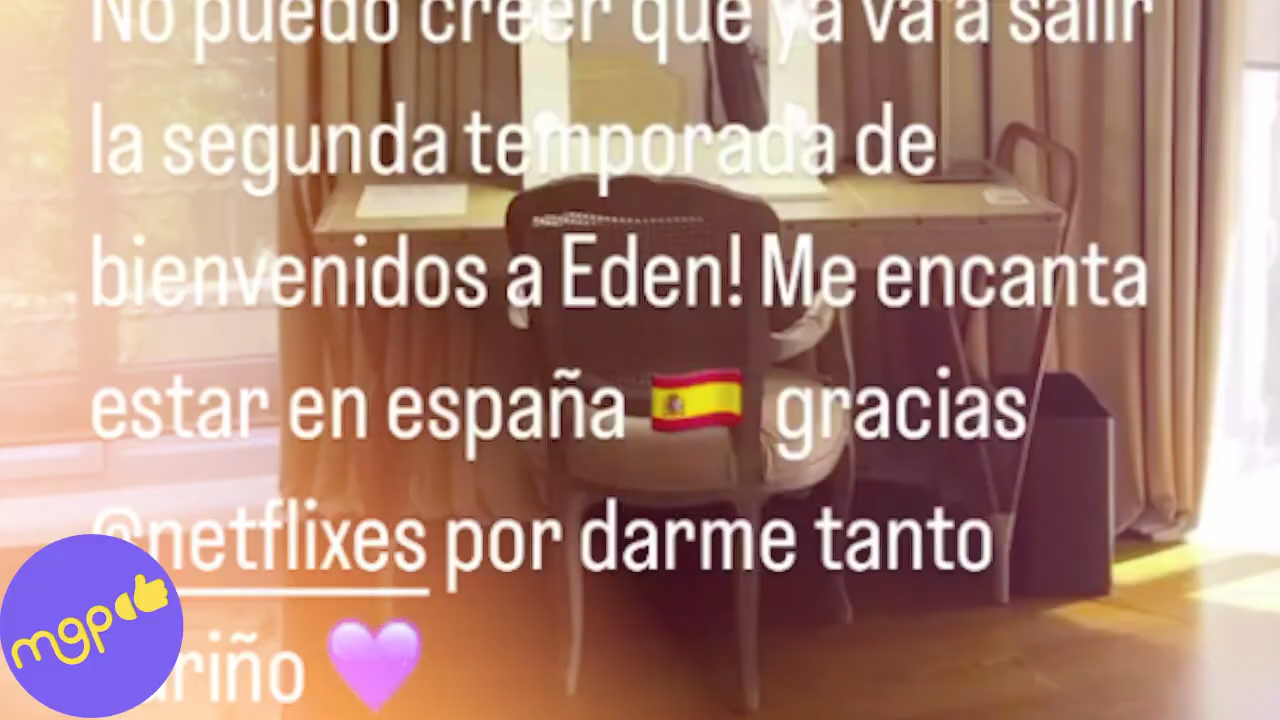 No puedo creer que ya va a salir
la segunda temporada de
bienvenidos a Eden! Me encanta
estar en españa 🇪🇸 gracias
@netflixes por darme tanto
riño 💜
mgp